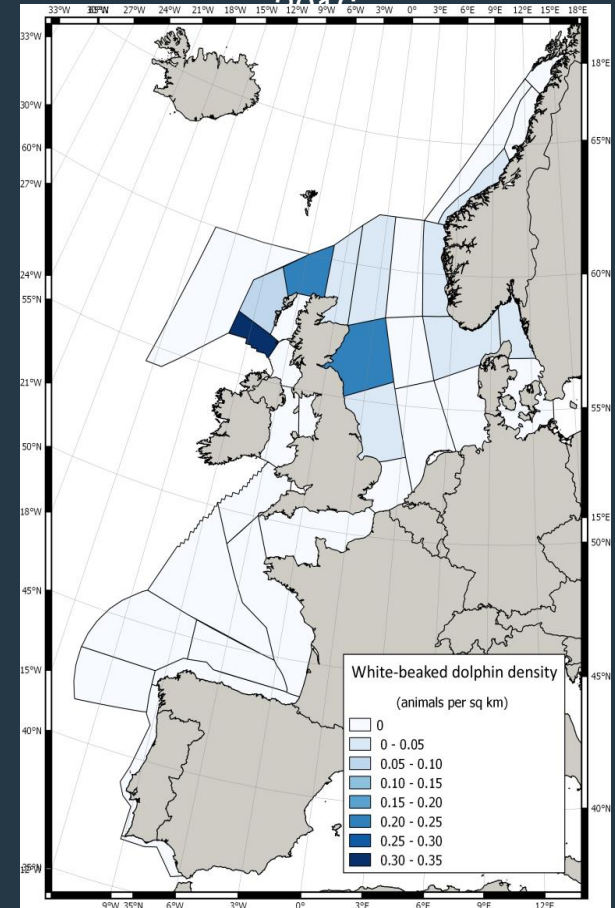 33°W 27°W 24°W 21°W 18°W 15°W 12°W 9°W 6°W 3°W 0° 3°E 6°E 9°E 12°E 15°E 18°E
33°W
18°E
30°W
60°W
65°N
27°W
24°W
60°N
55°N
21°W
55°N
50°N
18°W
15°E
50°N
45°N
15°W
45°N
40°N
40°N
9°W 35°N 6°W 3°W 0° 3°E 6°E 9°E 12°E
White-beaked dolphin density
(animals per sq km)
0
0 - 0.05
0.05 - 0.10
0.10 - 0.15
0.15 - 0.20
0.20 - 0.25
0.25 - 0.30
0.30 - 0.35